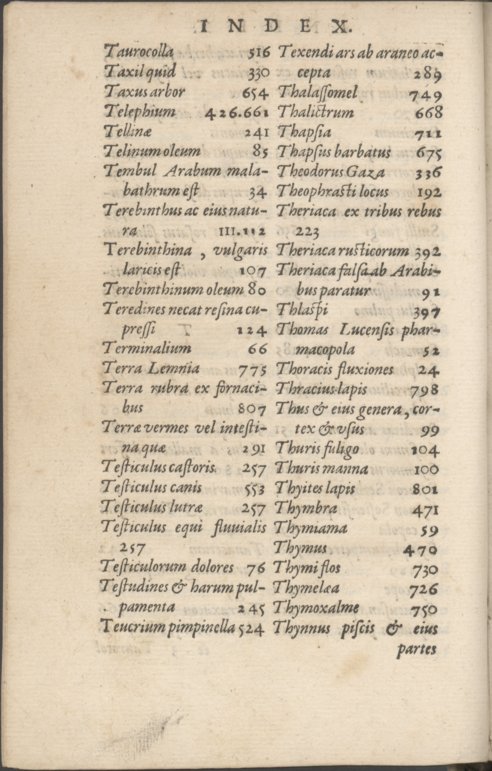 INDEX.
Taurocolla 516
Taxil quid 330
Taxus arbor 654
Telephium 426.661
Tellinæ 241
Telinum oleum 85
Tembul Arabum mala-
bathrum est 34
Terebinthus ac eius natu-
ra 111.112
Terebinthina, vulgaris
laricis est 107
Terebinthinum oleum 80
Teredines necat resina cu-
pressi 124
Terminalium 66
Terra Lemnia 775
Terra rubra ex fornaci-
bus 807
Terræ vermes vel intesti-
na quæ 291
Testiculus castoris 257
Testiculus canis 553
Testiculus lutræ 257
Testiculus equi fluuialis
257
Testiculorum dolores 76
Testudines & harum pul-
pamenta 245
Teucrium pimpinella 524
Texendi ars ab araneo ac-
cepta 289
Thalassomel 749
Thalictrum 668
Thapsia 711
Thapsus barbatus 675
Theodorus Gaza 336
Theophrasti locus 192
Theriaca ex tribus rebus
223
Theriaca rusticorum 392
Theriaca falsa ab Arabi-
bus paratur 91
Thlaspi 397
Thomas Lucensis phar-
macopola 52
Thoracis fluxiones 24
Thracius lapis 798
Thus & eius genera, cor-
tex & vsus 99
Thuris fuligo 104
Thuris manna 100
Thyites lapis 801
Thymbra 471
Thymiama 59
Thymus 470
Thymi flos 730
Thymelæa 726
Thymoxalme 750
Thynnus piscis & eius
partes